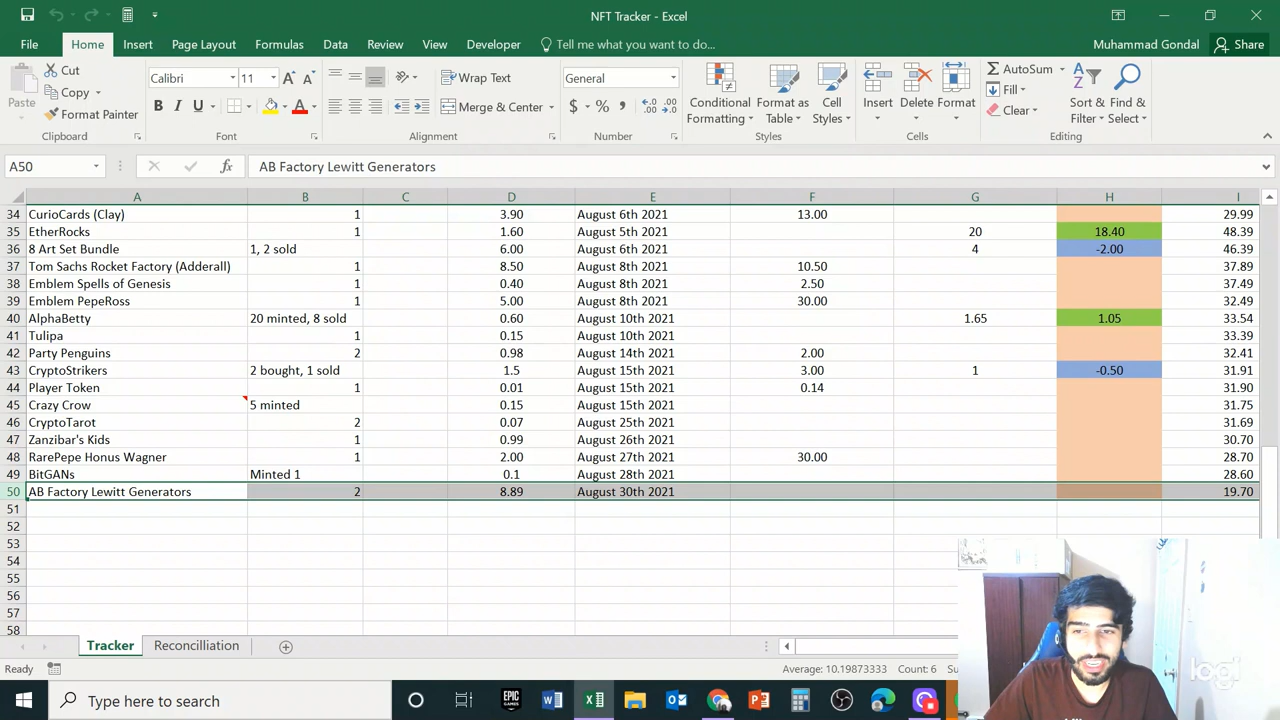 NFT Tracker - Excel
File Home Insert Page Layout Formulas Data Review View Developer Tell me what you want to do... Muhammad Gondal Share
Paste Cut Copy Format Painter
Clipboard
Calibri 11
B I U
Font
Wrap Text
Merge & Center
Alignment
General
$ % ,
Number
Conditional Formatting Format as Table Cell Styles
Styles
Insert Delete Format
Cells
AutoSum Fill Clear Sort & Filter Find & Select
Editing
A50 fx AB Factory Lewitt Generators
A B C D E F G H I
34 CurioCards (Clay) 1 3.90 August 6th 2021 13.00 29.99
35 EtherRocks 1 1.60 August 5th 2021 20 18.40 48.39
36 8 Art Set Bundle 1, 2 sold 6.00 August 6th 2021 4 -2.00 46.39
37 Tom Sachs Rocket Factory (Adderall) 1 8.50 August 8th 2021 10.50 37.89
38 Emblem Spells of Genesis 1 0.40 August 8th 2021 2.50 37.49
39 Emblem PepeRoss 1 5.00 August 8th 2021 30.00 32.49
40 AlphaBetty 20 minted, 8 sold 0.60 August 10th 2021 1.65 1.05 33.54
41 Tulipa 1 0.15 August 10th 2021 33.39
42 Party Penguins 2 0.98 August 14th 2021 2.00 32.41
43 CryptoStrikers 2 bought, 1 sold 1.5 August 15th 2021 3.00 1 -0.50 31.91
44 Player Token 1 0.01 August 15th 2021 0.14 31.90
45 Crazy Crow 5 minted 0.15 August 15th 2021 31.75
46 CryptoTarot 2 0.07 August 25th 2021 31.69
47 Zanzibar's Kids 1 0.99 August 26th 2021 30.70
48 RarePepe Honus Wagner 1 2.00 August 27th 2021 30.00 28.70
49 BitGANs Minted 1 0.1 August 28th 2021 28.60
50 AB Factory Lewitt Generators 2 8.89 August 30th 2021 19.70
51
52
53
54
55
56
57
58
Tracker Reconcilliation
Ready Average: 10.19873333 Count: 6
Type here to search
EPIC GAMES
logi